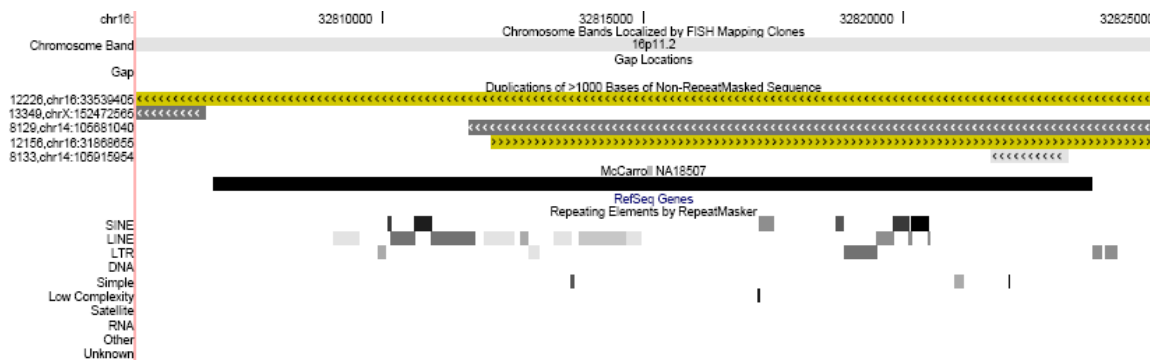 chr16: 32810000 32815000 32820000 32825000
Chromosome Bands Localized by FISH Mapping Clones
Chromosome Band 16p11.2
Gap Locations
Gap
Duplications of >1000 Bases of Non-RepeatMasked Sequence
12226,chr16:33539405
13349,chrX:152472565
8129,chr14:105681040
12156,chr16:31868655
8133,chr14:105915954
McCarroll NA18507
RefSeq Genes
Repeating Elements by RepeatMasker
SINE
LINE
LTR
DNA
Simple
Low Complexity
Satellite
RNA
Other
Unknown